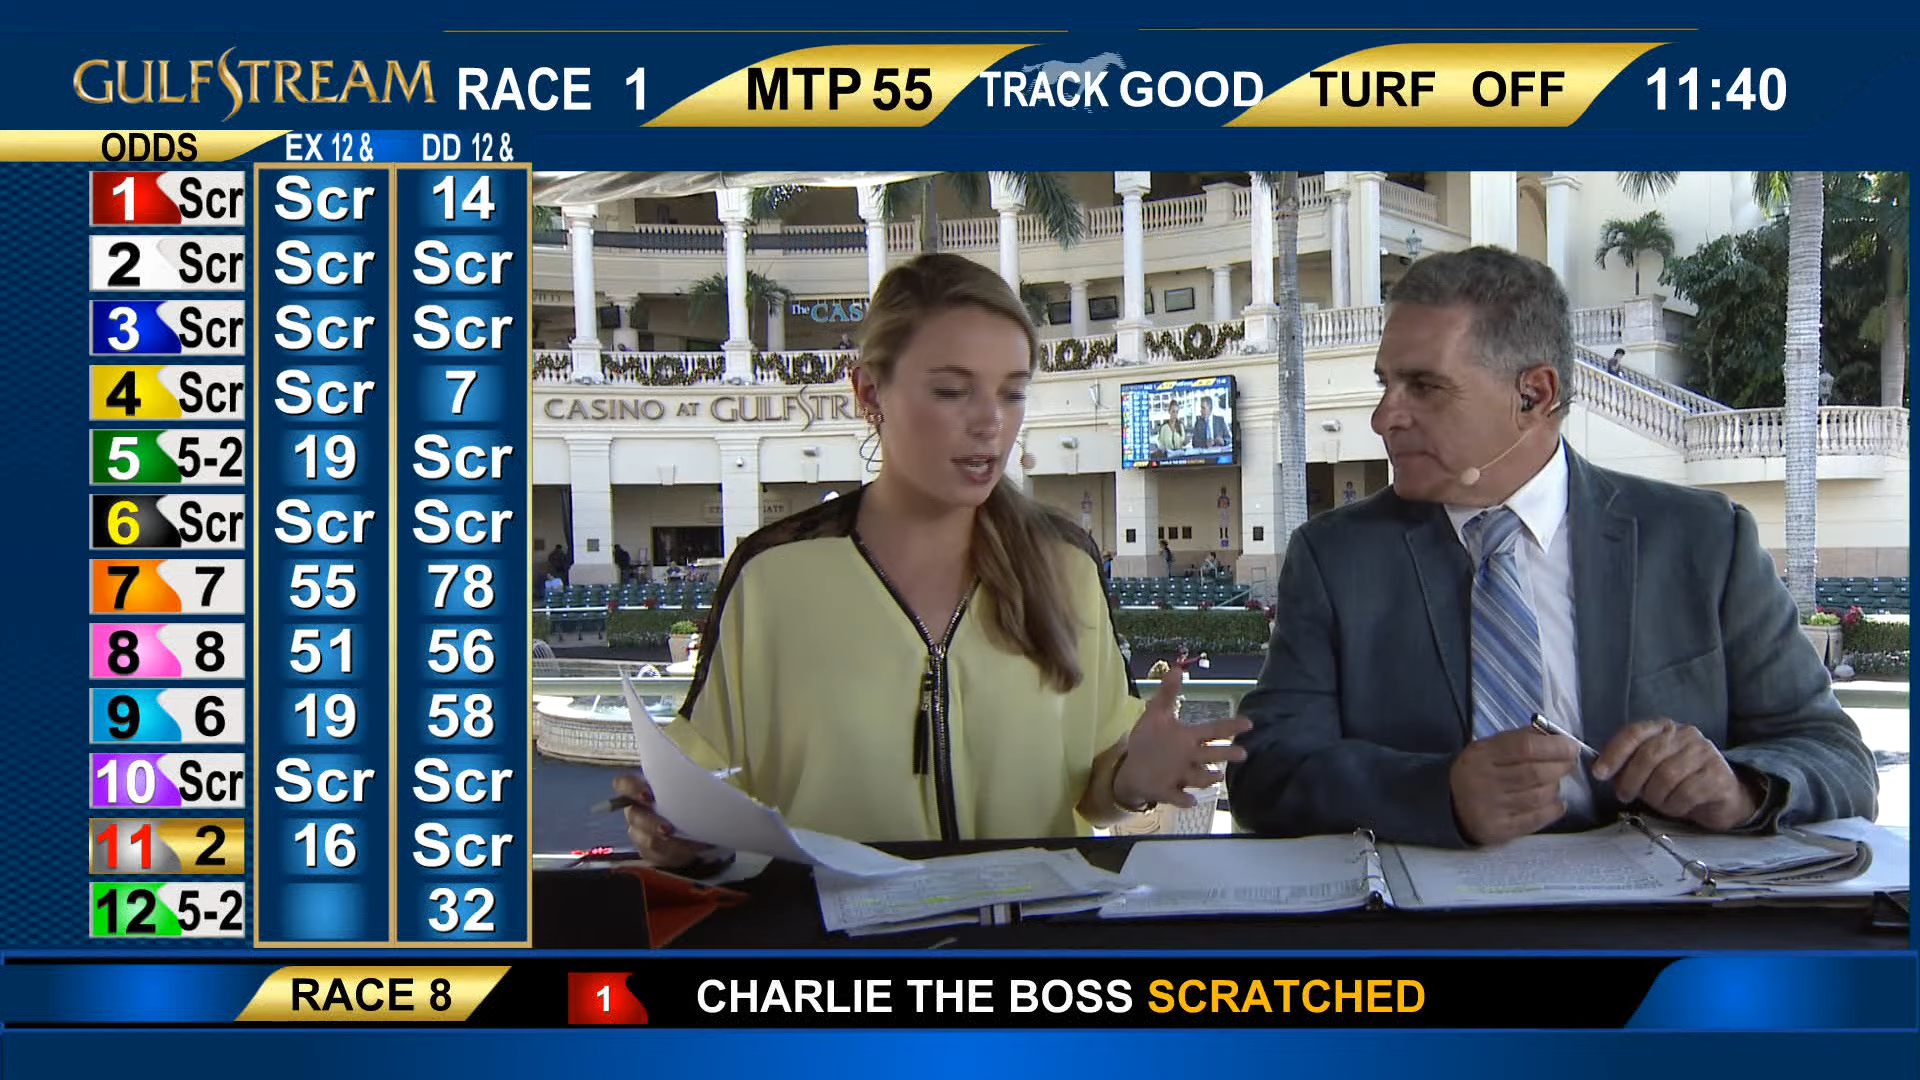 GULFSTREAM RACE 1 MTP 55 TRACK GOOD TURF OFF 11:40
ODDS EX 12 & DD 12 &
1 Scr Scr 14
2 Scr Scr Scr
3 Scr Scr Scr
4 Scr Scr 7
5 5-2 19 Scr
6 Scr Scr Scr
7 7 55 78
8 8 51 56
9 6 19 58
10 Scr Scr Scr
11 2 16 Scr
12 5-2 32
The CAS
CASINO AT GULFSTR
RACE 8 1 CHARLIE THE BOSS SCRATCHED